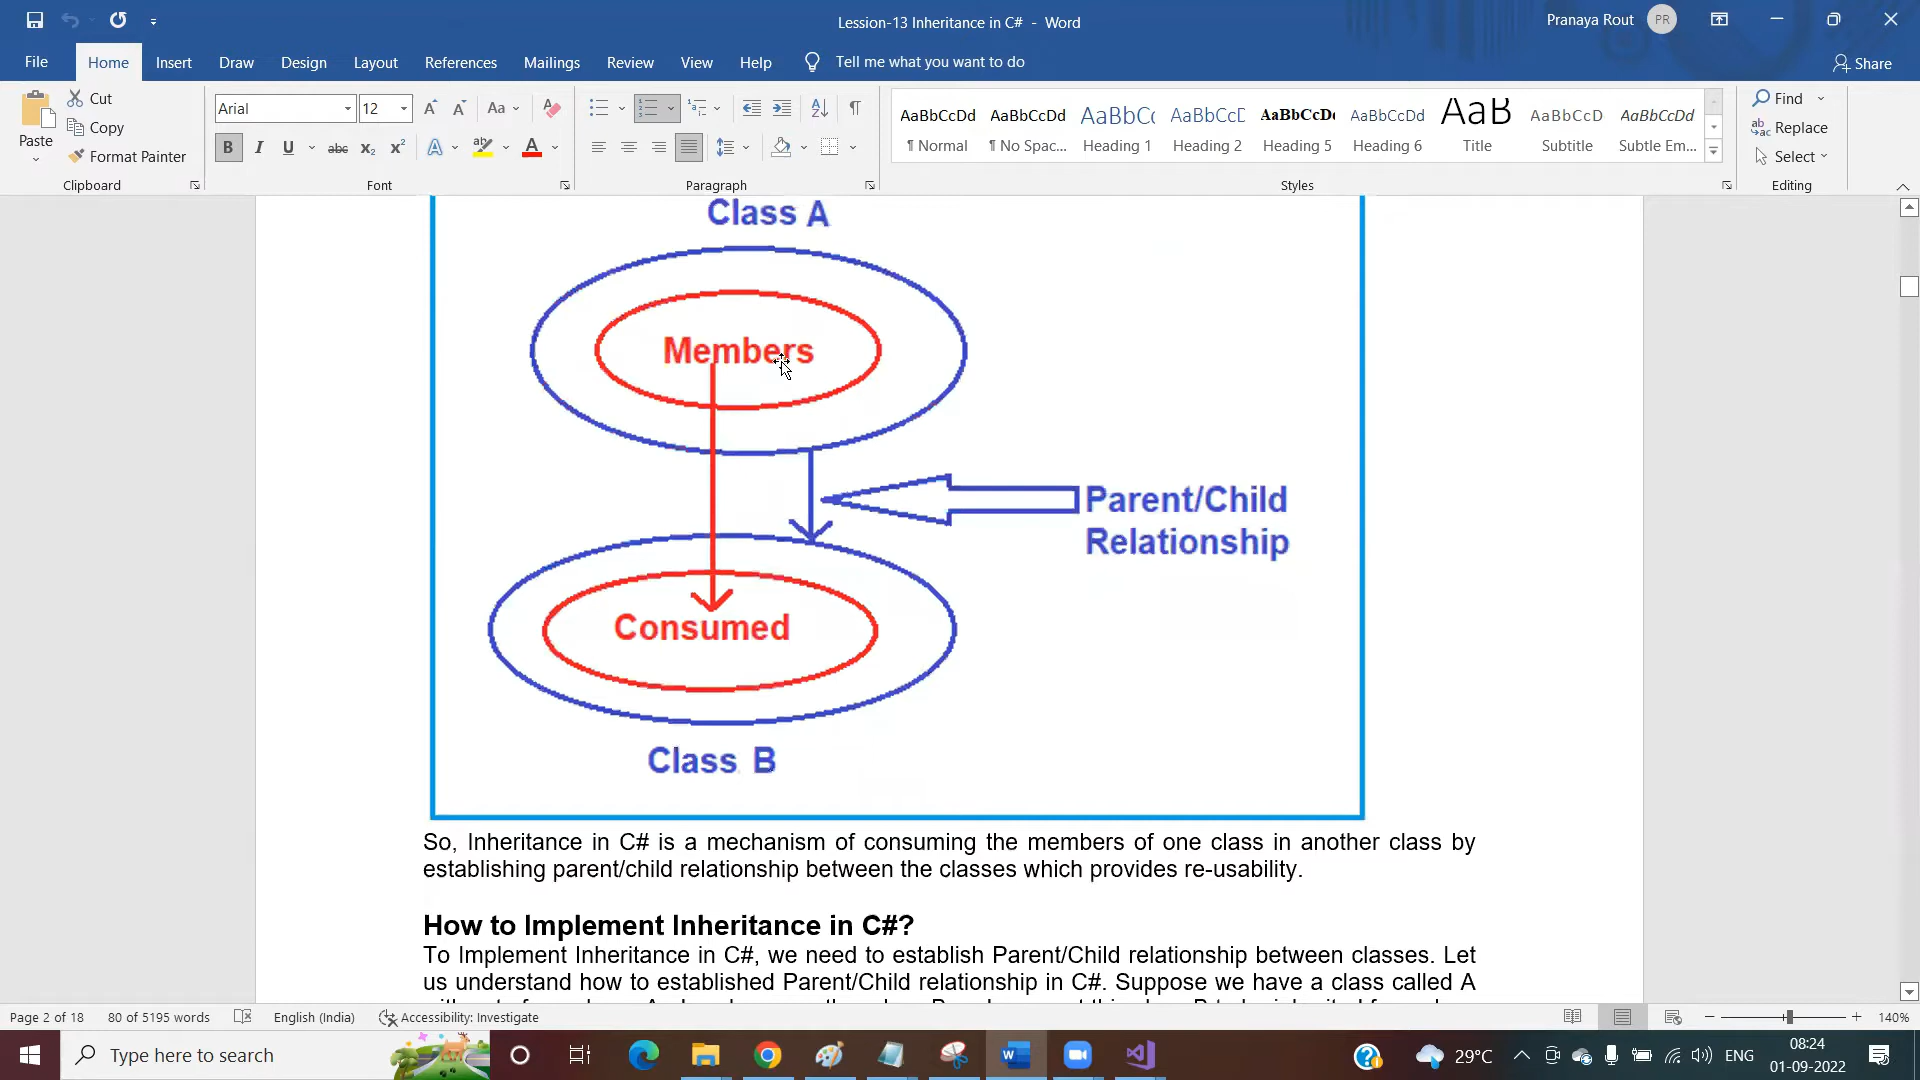 Lession-13 Inheritance in C# - Word
Pranaya Rout PR
File Home Insert Draw Design Layout References Mailings Review View Help Tell me what you want to do Share
Paste
Cut
Copy
Format Painter
Clipboard
Arial 12
Font
Paragraph
AaBbCcDd AaBbCcDd AaBbCc AaBbCcC AaBbCcDc AaBbCcDd AaB AaBbCcD AaBbCcDd
¶ Normal ¶ No Spac... Heading 1 Heading 2 Heading 5 Heading 6 Title Subtitle Subtle Em...
Styles
Find
Replace
Select
Editing
Class A
Members
Parent/Child
Relationship
Consumed
Class B
So, Inheritance in C# is a mechanism of consuming the members of one class in another class by
establishing parent/child relationship between the classes which provides re-usability.
How to Implement Inheritance in C#?
To Implement Inheritance in C#, we need to establish Parent/Child relationship between classes. Let
us understand how to established Parent/Child relationship in C#. Suppose we have a class called A
Page 2 of 18 80 of 5195 words English (India) Accessibility: Investigate 140%
Type here to search
29°C ENG
08:24
01-09-2022